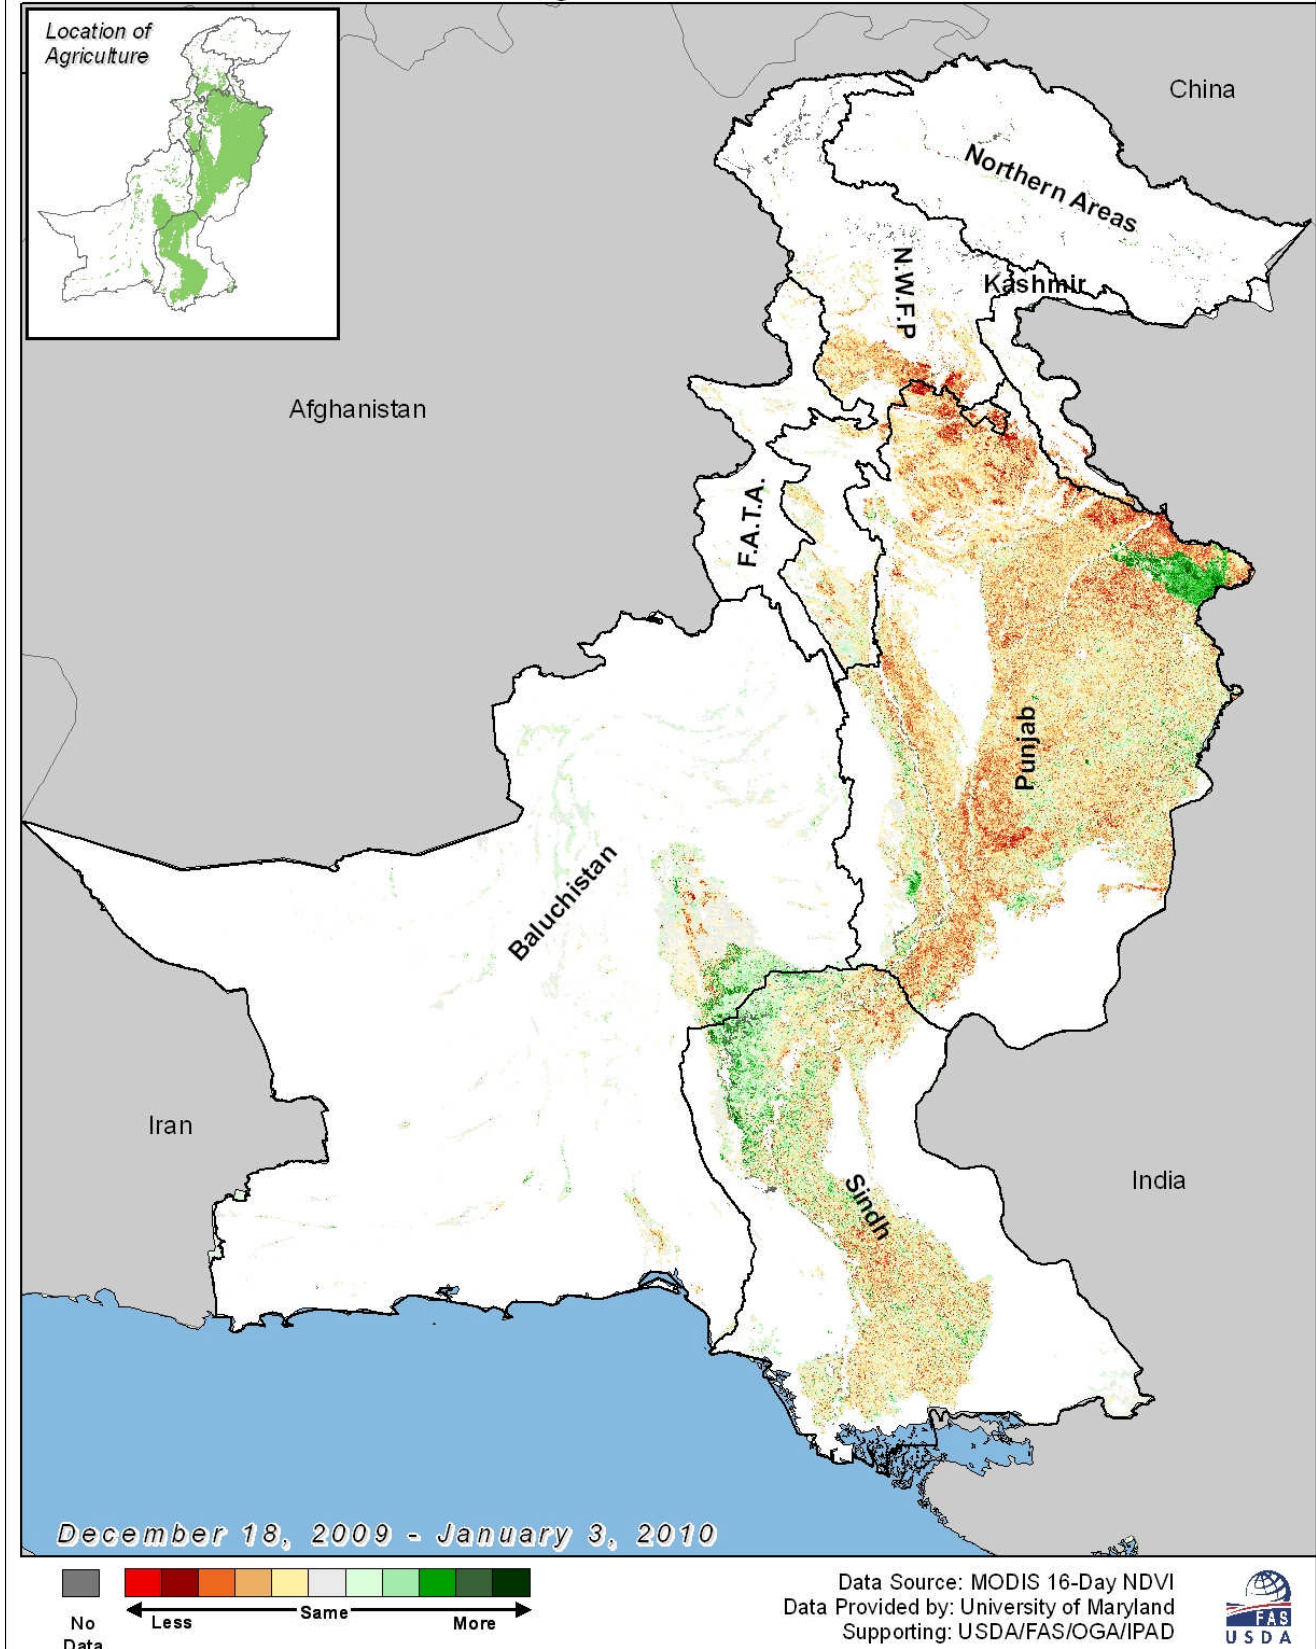 Location of
Agriculture
China
Northern Areas
N.W.F.P
Kashmir
Afghanistan
F.A.T.A.
Punjab
Baluchistan
Iran
Sindh
India
December 18, 2009 - January 3, 2010
No
Data
Less
Same
More
Data Source: MODIS 16-Day NDVI
Data Provided by: University of Maryland
Supporting: USDA/FAS/OGA/IPAD
FAS
USDA